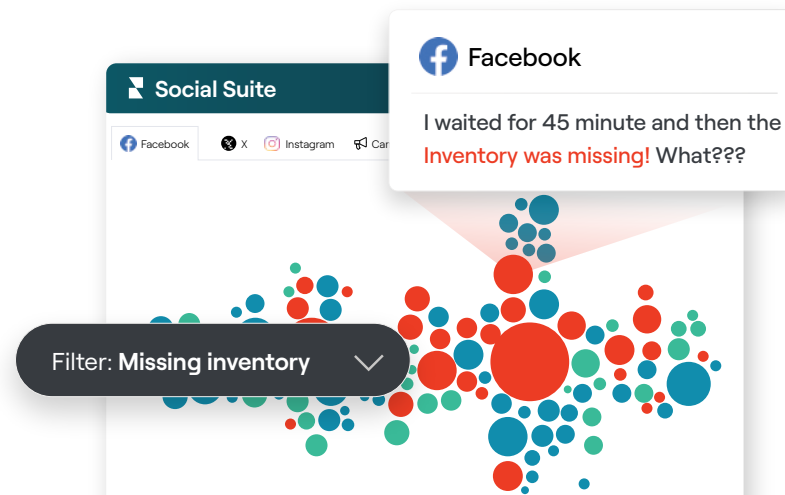 Facebook
I waited for 45 minute and then the
Inventory was missing! What???
Social Suite
Facebook
X
Instagram
Filter: Missing inventory